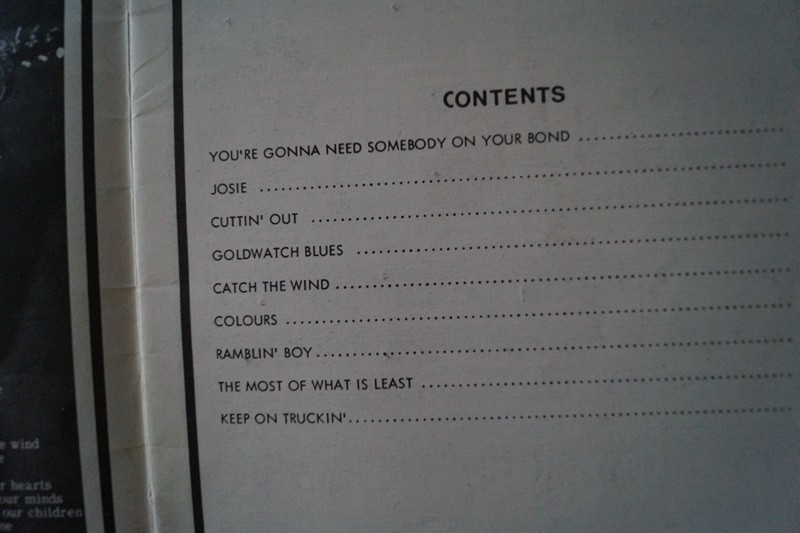 CONTENTS
YOU'RE GONNA NEED SOMEBODY ON YOUR BOND ........................
JOSIE ........................................................
CUTTIN' OUT ..................................................
GOLDWATCH BLUES ..............................................
CATCH THE WIND ...............................................
COLOURS ......................................................
RAMBLIN' BOY .................................................
THE MOST OF WHAT IS LEAST ....................................
KEEP ON TRUCKIN' .............................................
wind
hearts
our minds
our children